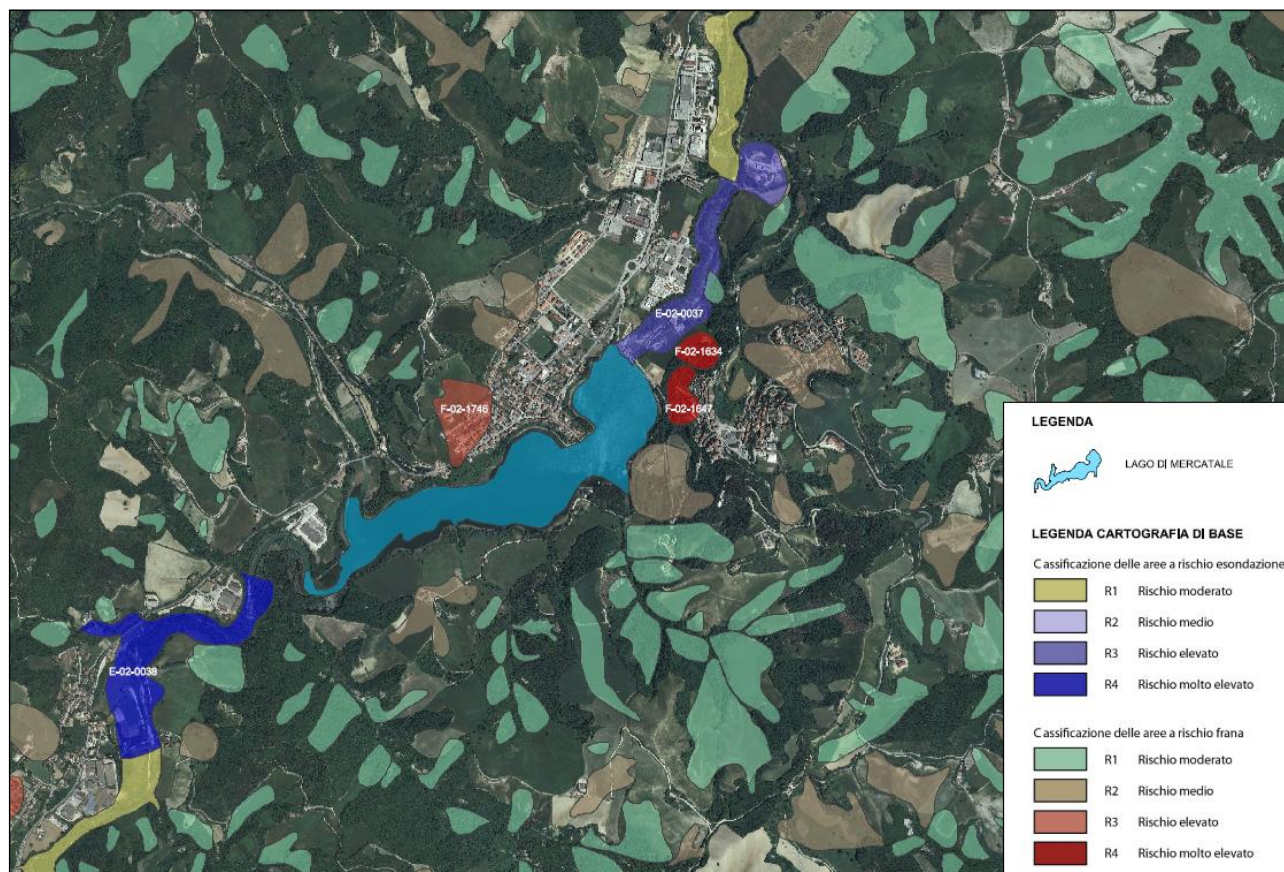 E-02-0037
F-02-1634
F-02-1746
F-02-1647
E-02-0038
LEGENDA
LAGO DI MERCATALE
LEGENDA CARTOGRAFIA DI BASE
Classificazione delle aree a rischio esondazione
R1 Rischio moderato
R2 Rischio medio
R3 Rischio elevato
R4 Rischio molto elevato
Classificazione delle aree a rischio frana
R1 Rischio moderato
R2 Rischio medio
R3 Rischio elevato
R4 Rischio molto elevato